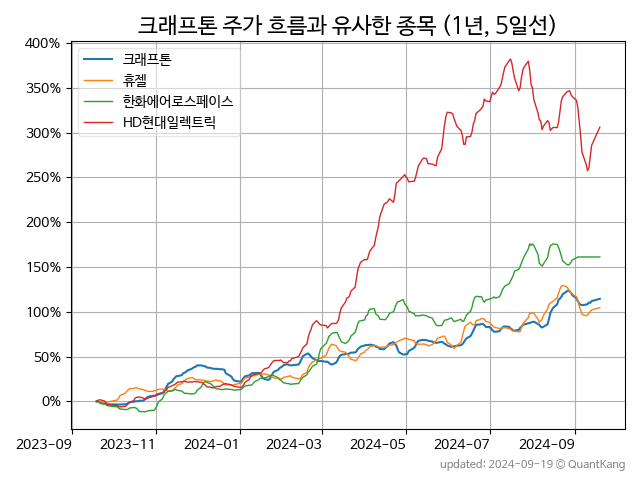 크래프톤 주가 흐름과 유사한 종목 (1년, 5일선)
400%
350%
300%
250%
200%
150%
100%
50%
0%
크래프톤
휴젤
한화에어로스페이스
HD현대일렉트릭
2023-09 2023-11 2024-01 2024-03 2024-05 2024-07 2024-09
updated: 2024-09-19 @ QuantKang